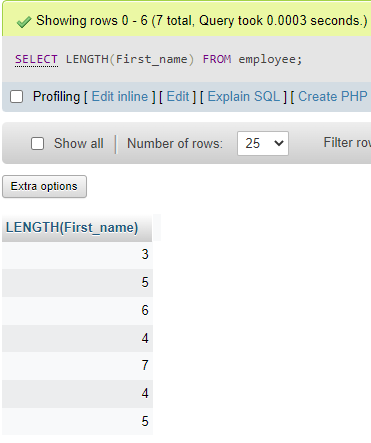 Showing rows 0 - 6 (7 total, Query took 0.0003 seconds.)
SELECT LENGTH(First_name) FROM employee;
Profiling [ Edit inline ] [ Edit ] [ Explain SQL ] [ Create PHP
Show all Number of rows: 25 Filter row
Extra options
LENGTH(First_name)
3
5
6
4
7
4
5